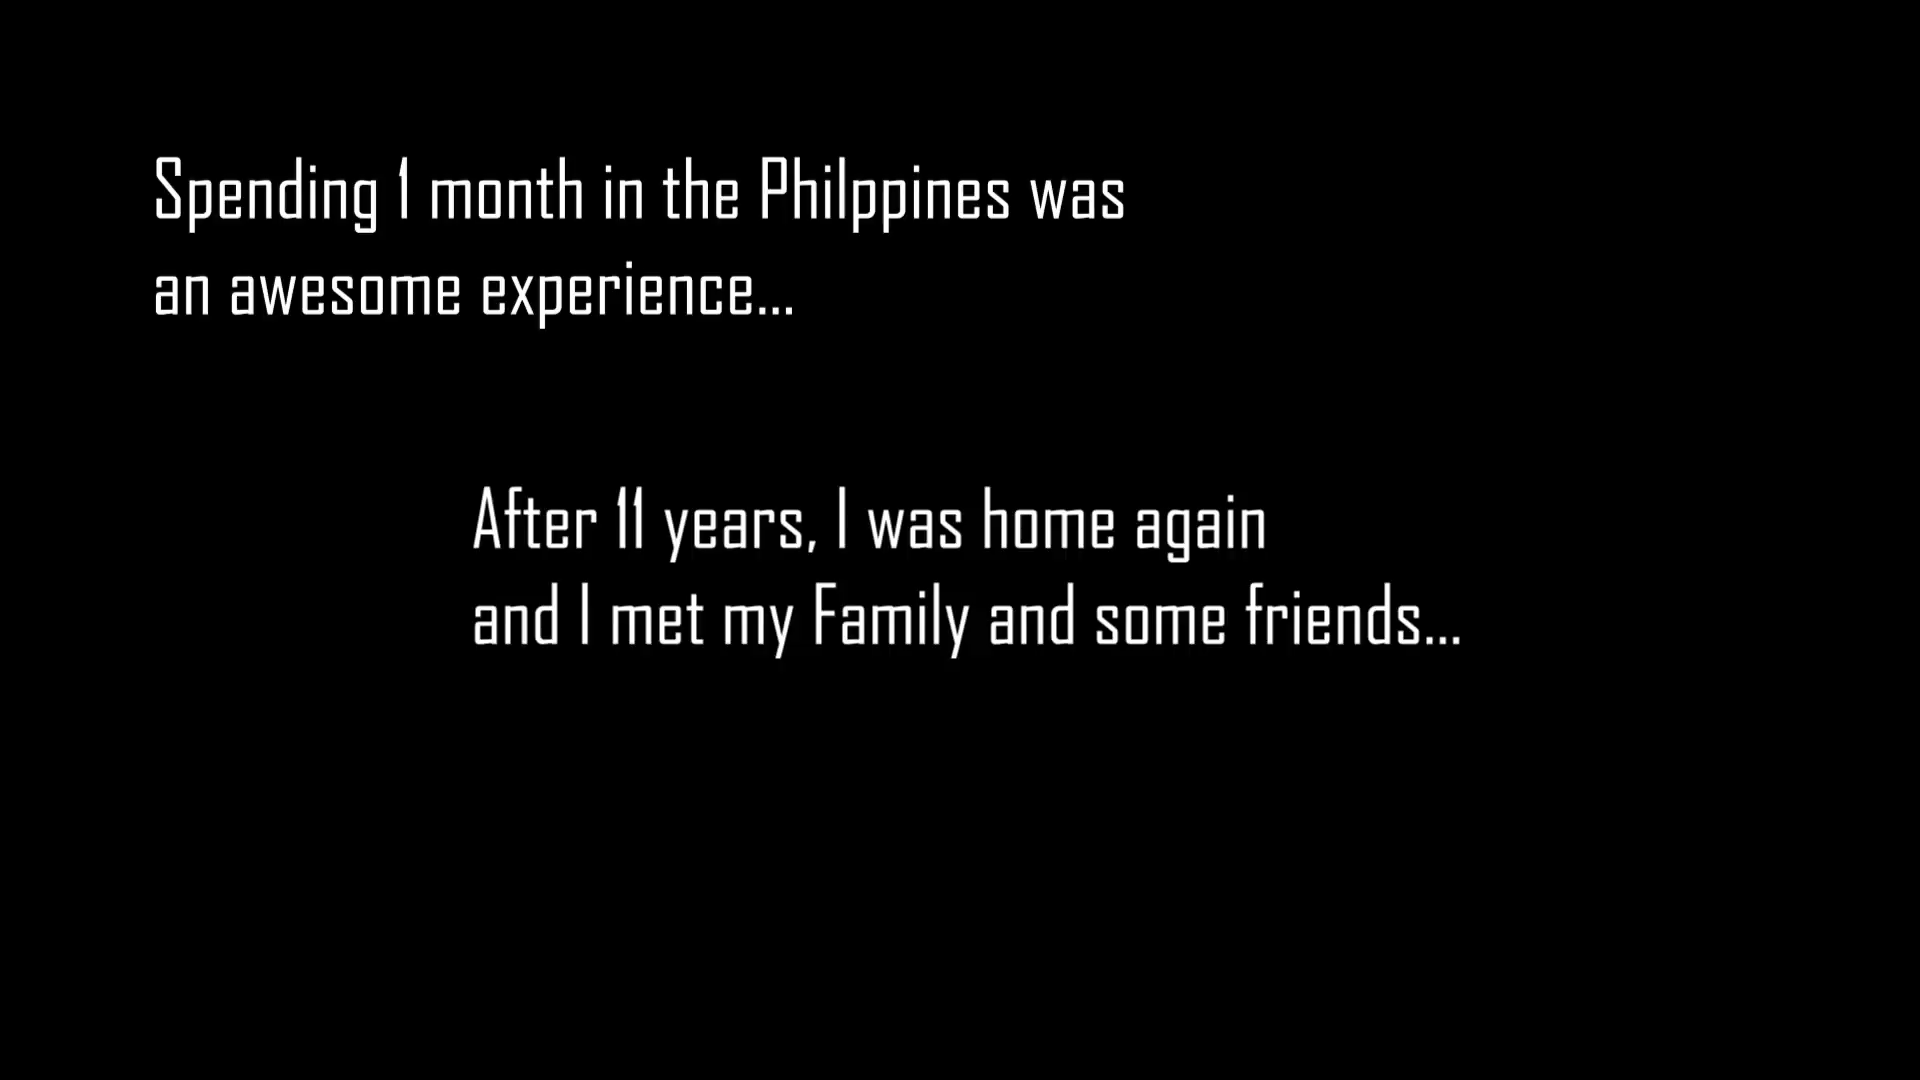 Spending 1 month in the Philppines was
an awesome experience...
After 11 years, I was home again
and I met my Family and some friends...